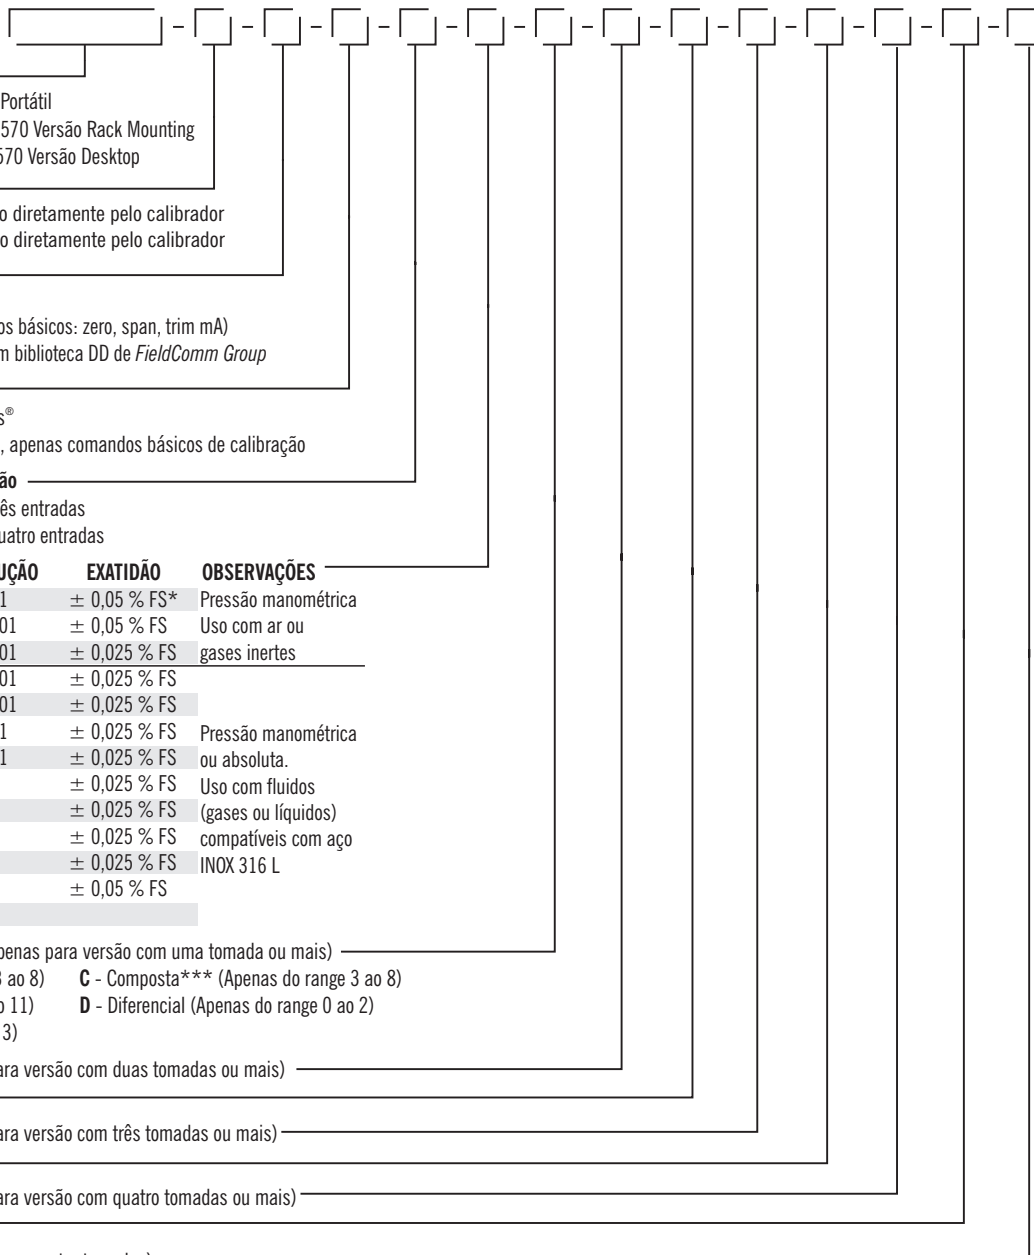 - - - - - - - - - - - -
Portátil
570 Versão Rack Mounting
570 Versão Desktop
o diretamente pelo calibrador
o diretamente pelo calibrador
os básicos: zero, span, trim mA)
m biblioteca DD de FieldComm Group
s®
, apenas comandos básicos de calibração
ão
ês entradas
uatro entradas
UÇÃO EXATIDÃO OBSERVAÇÕES
1 ± 0,05 % FS* Pressão manométrica
01 ± 0,05 % FS Uso com ar ou
01 ± 0,025 % FS gases inertes
01 ± 0,025 % FS
01 ± 0,025 % FS
1 ± 0,025 % FS Pressão manométrica
1 ± 0,025 % FS ou absoluta.
± 0,025 % FS Uso com fluidos
± 0,025 % FS (gases ou líquidos)
± 0,025 % FS compatíveis com aço
± 0,025 % FS INOX 316 L
± 0,05 % FS
penas para versão com uma tomada ou mais)
3 ao 8) C - Composta*** (Apenas do range 3 ao 8)
o 11) D - Diferencial (Apenas do range 0 ao 2)
3)
ara versão com duas tomadas ou mais)
ara versão com três tomadas ou mais)
ara versão com quatro tomadas ou mais)